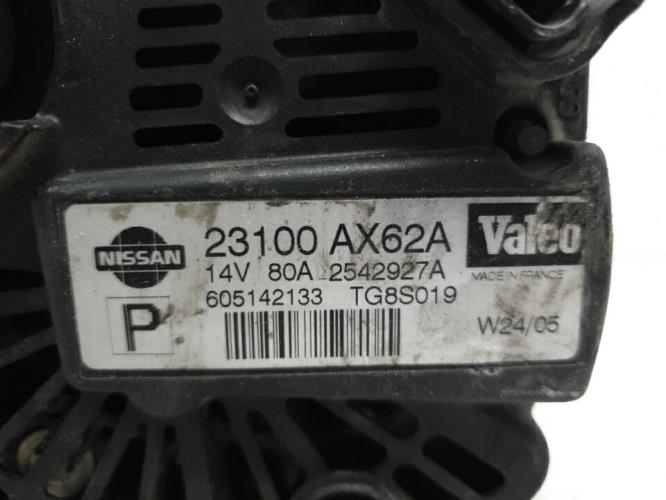 NISSAN
23100 AX62A
Valeo
14V 80A 2542927A
MADE IN FRANCE
605142133 TG8S019
P
W24/05